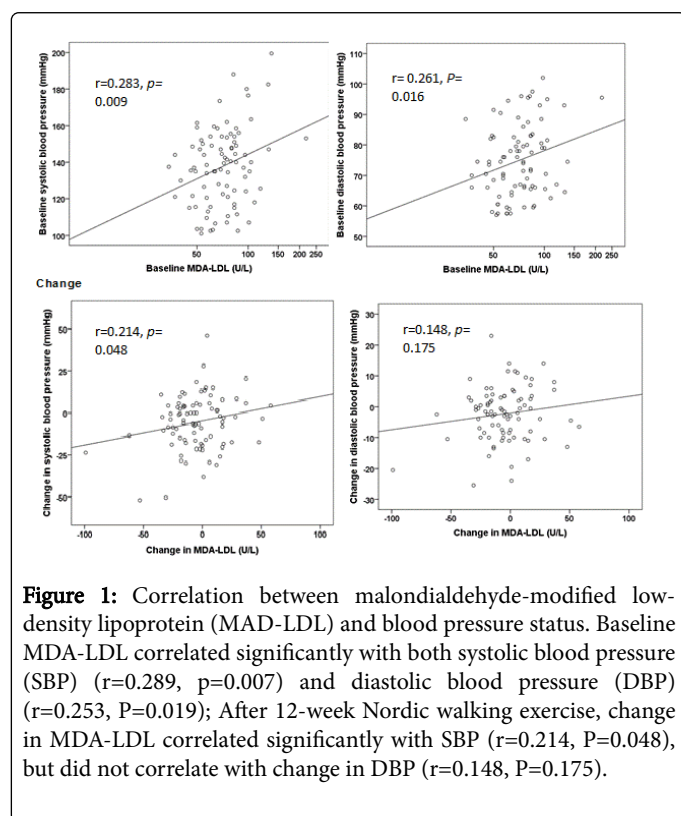 200
180
160
140
120
100
Baseline systolic blood pressure (mmHg)
r=0.283, p=
0.009
50
100
150
200
250
Baseline MDA-LDL (U/L)
110
100
90
80
70
60
50
Baseline diastolic blood pressure (mmHg)
r= 0.261, P=
0.016
50
100
150
200
250
Baseline MDA-LDL (U/L)
Change
50
25
0
-25
-50
Change in systolic blood pressure (mmHg)
r=0.214, p=
0.048
-100
-50
0
50
100
Change in MDA-LDL (U/L)
30
20
10
0
-10
-20
-30
Change in diastolic blood pressure (mmHg)
r=0.148, p=
0.175
-100
-50
0
50
100
Change in MDA-LDL (U/L)
Figure 1: Correlation between malondialdehyde-modified low-
density lipoprotein (MAD-LDL) and blood pressure status. Baseline
MDA-LDL correlated significantly with both systolic blood pressure
(SBP) (r=0.289, p=0.007) and diastolic blood pressure (DBP)
(r=0.253, P=0.019); After 12-week Nordic walking exercise, change
in MDA-LDL correlated significantly with SBP (r=0.214, P=0.048),
but did not correlate with change in DBP (r=0.148, P=0.175).